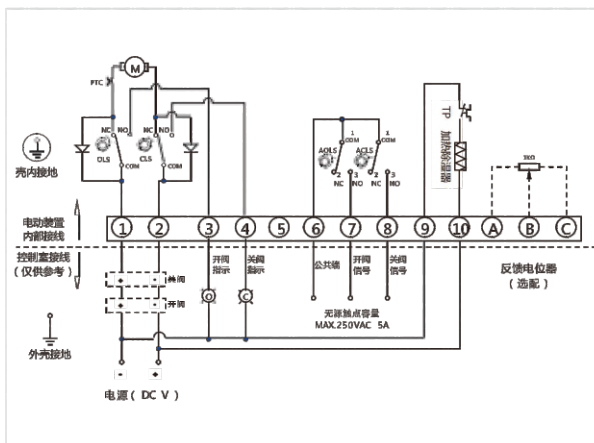 M
PTC
NC NO
NC NO
OLS
COM
CLS
COM
1
COM
1
COM
AOLS
ACLS
2 3
NC NO
2 3
NC NO
TP
加热除湿器
1KΩ
壳内接地
电动装置
内部接线
1 2 3 4 5 6 7 8 9 10 A B C
控制室接线
(仅供参考)
关阀
开阀
开阀
指示
关阀
指示
O
C
公共端
开阀
信号
关阀
信号
反馈电位器
(选配)
无源触点容量
MAX.250VAC 5A
外壳接地
- +
电源( DC V )